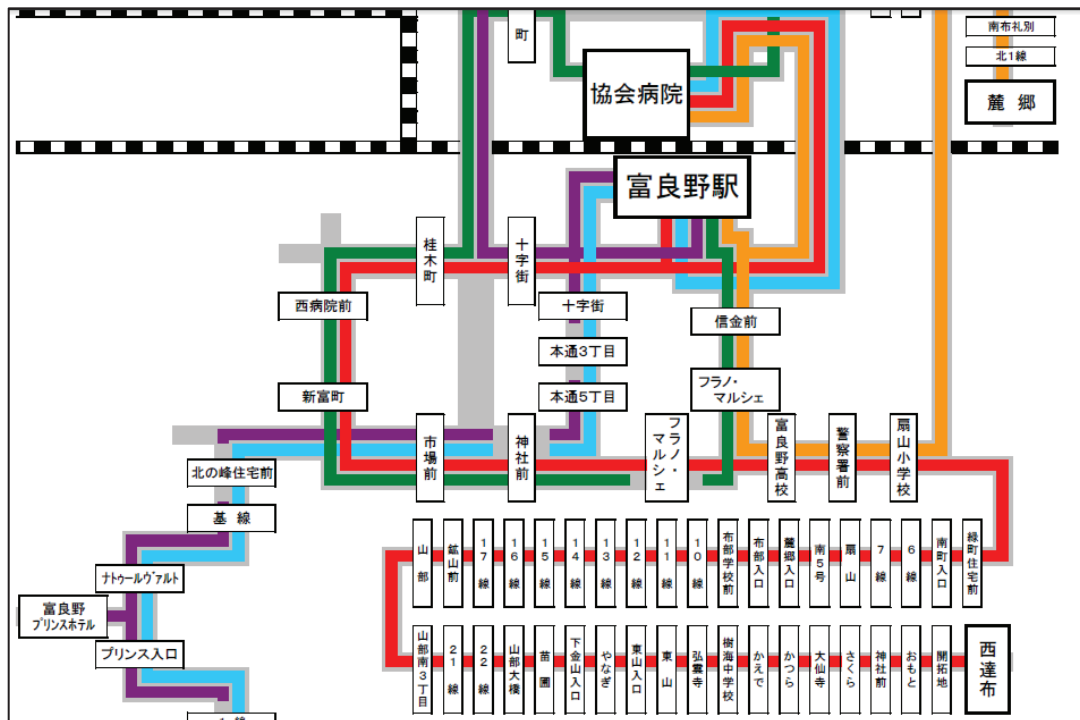 町
南布礼別
北1線
麓郷
協会病院
富良野駅
桂木町
十字街
西病院前
十字街
信金前
本通3丁目
新富町
本通5丁目
フラノ・
マルシェ
市場前
神社前
フラノ・
マルシェ
富良野高校
警察署前
扇山小学校
北の峰住宅前
基線
山部
鉱山前
17線
16線
15線
14線
13線
12線
11線
10線
布部学校前
布部入口
麓郷入口
南5号
扇山
7線
6線
南町入口
緑町住宅前
ナトゥールヴァルト
富良野
プリンスホテル
プリンス入口
山部南3丁目
21線
22線
山部大橋
苗圃
下金山入口
やなぎ
東山入口
東山
弘雲寺
樹海中学校
かえで
かつら
大仙寺
さくら
神社前
おもと
開拓地
西達布